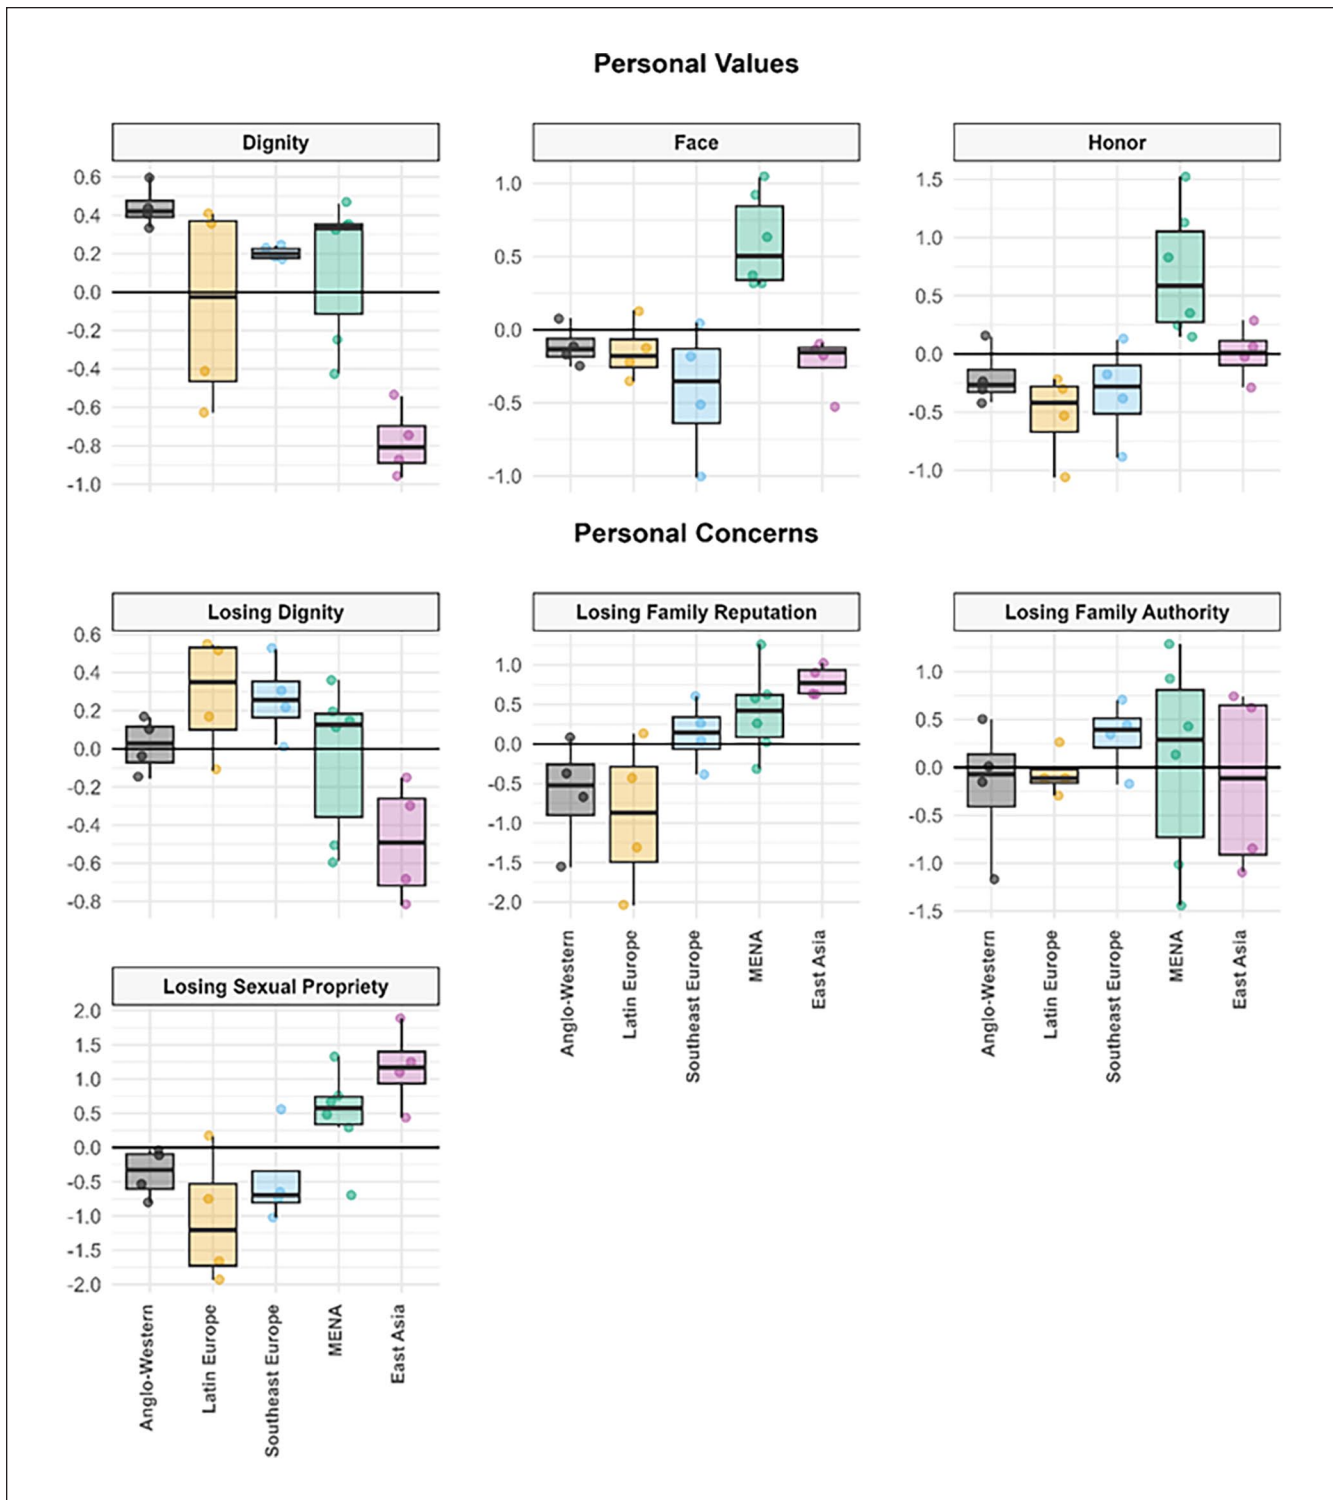 Personal Values
Dignity
Face
Honor
0.6
0.4
0.2
0.0
-0.2
-0.4
-0.6
-0.8
-1.0
1.0
0.5
0.0
-0.5
-1.0
1.5
1.0
0.5
0.0
-0.5
-1.0
Personal Concerns
Losing Dignity
Losing Family Reputation
Losing Family Authority
0.6
0.4
0.2
0.0
-0.2
-0.4
-0.6
-0.8
1.0
0.5
0.0
-0.5
-1.0
-1.5
-2.0
1.0
0.5
0.0
-0.5
-1.0
-1.5
Anglo-Western
Latin Europe
Southeast Europe
MENA
East Asia
Anglo-Western
Latin Europe
Southeast Europe
MENA
East Asia
Losing Sexual Propriety
2.0
1.5
1.0
0.5
0.0
-0.5
-1.0
-1.5
-2.0
Anglo-Western
Latin Europe
Southeast Europe
MENA
East Asia